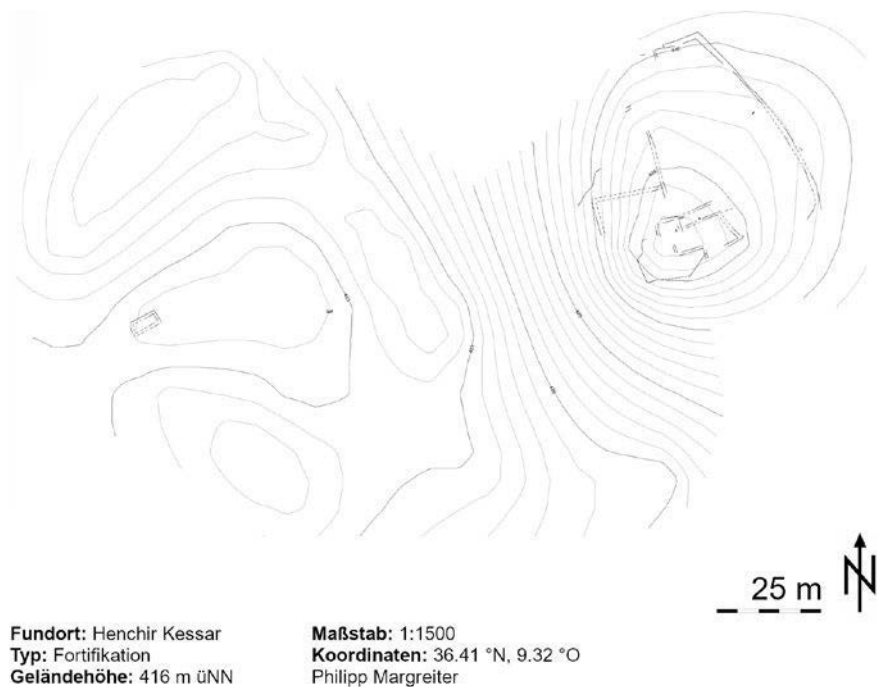 25 m
N
Fundort: Henchir Kessar
Typ: Fortifikation
Geländehöhe: 416 m üNN
Maßstab: 1:1500
Koordinaten: 36.41 °N, 9.32 °O
Philipp Margreiter